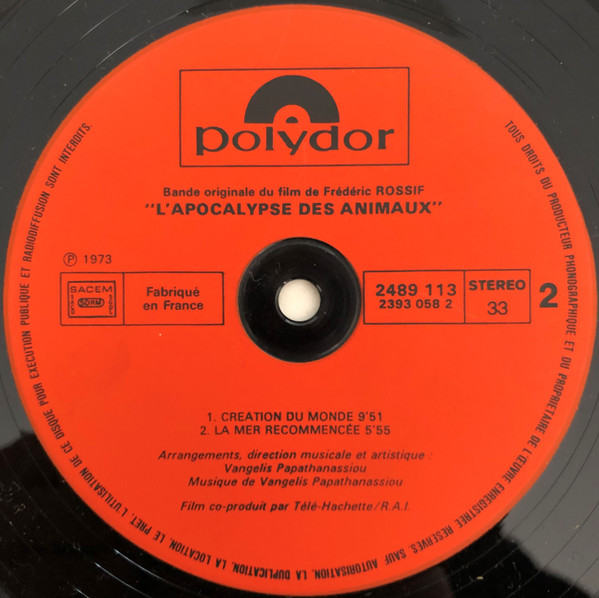 polydor
Bande originale du film de Frédéric ROSSIF
"L'APOCALYPSE DES ANIMAUX"
℗ 1973
SACEM
SDRM
Fabriqué
en France
2489 113
2393 058 2
STEREO
33
2
1. CREATION DU MONDE 9'51
2. LA MER RECOMMENCÉE 5'55
Arrangements, direction musicale et artistique :
Vangelis Papathanassiou
Musique de Vangelis Papathanassiou
Film co-produit par Télé-Hachette/R.A.I.
TOUS DROITS DU PRODUCTEUR PHONOGRAPHIQUE ET DU PROPRIETAIRE DE L'ŒUVRE ENREGISTREE RESERVES. SAUF AUTORISATION, LA DUPLICATION, LA LOCATION, LE PRET, L'UTILISATION DE CE DISQUE POUR EXECUTION PUBLIQUE ET RADIODIFFUSION SONT INTERDITS.